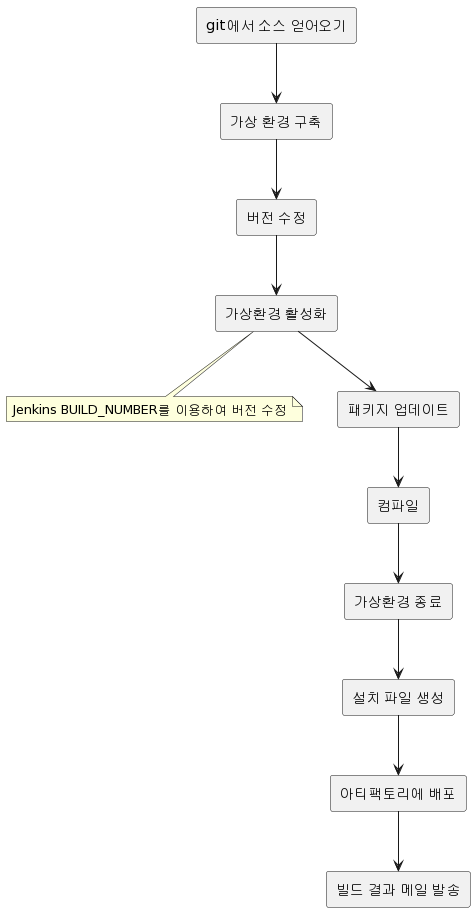 git에서 소스 얻어오기
가상 환경 구축
버전 수정
가상환경 활성화
Jenkins BUILD_NUMBER를 이용하여 버전 수정
패키지 업데이트
컴파일
가상환경 종료
설치 파일 생성
아티팩토리에 배포
빌드 결과 메일 발송